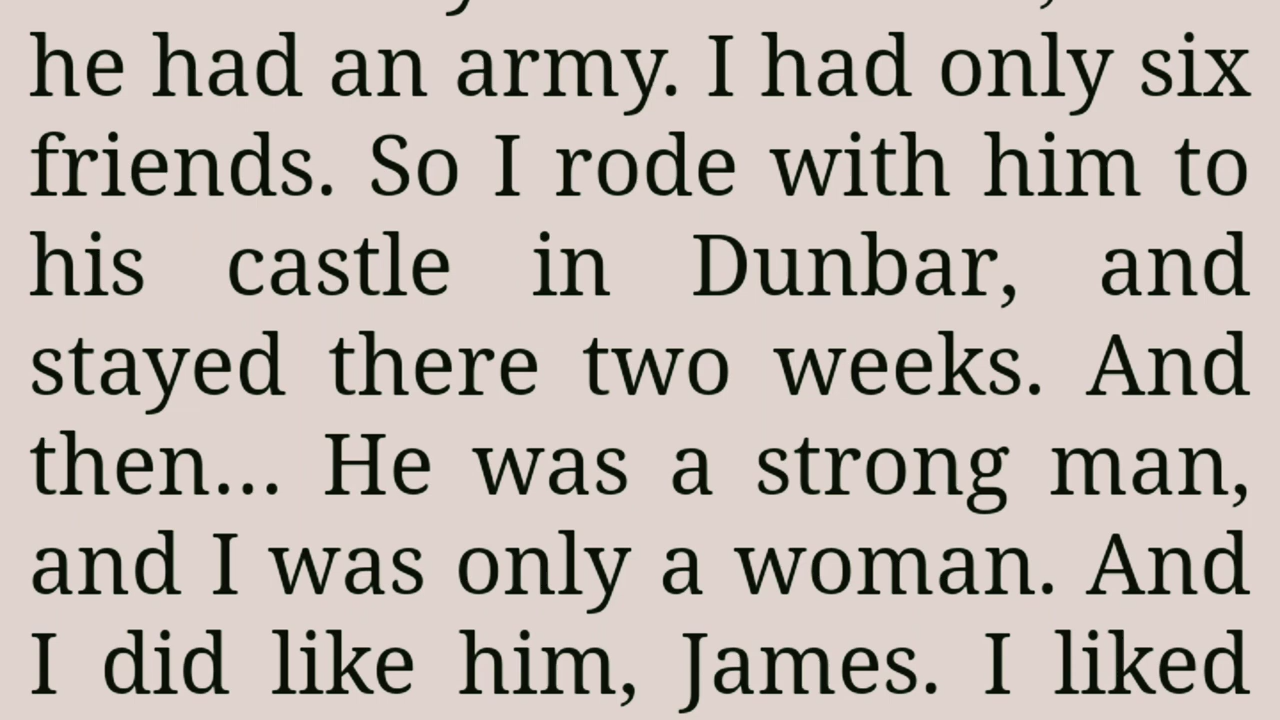 he had an army. I had only six
friends. So I rode with him to
his castle in Dunbar, and
stayed there two weeks. And
then... He was a strong man,
and I was only a woman. And
I did like him, James. I liked